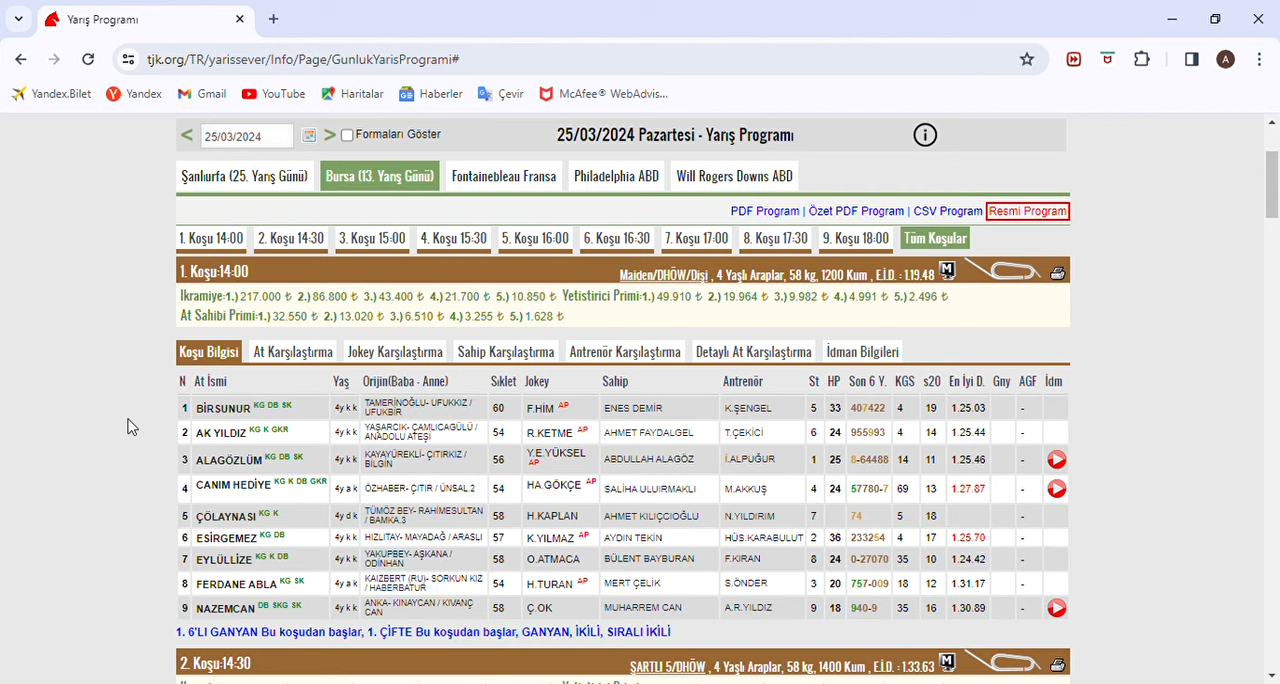 Yarış Programı
tjk.org/TR/yarissever/Info/Page/GunlukYarisProgrami#
A
Yandex.Bilet Yandex Gmail YouTube Haritalar Haberler Çevir McAfee® WebAdvis...
< 25/03/2024 > Formaları Göster 25/03/2024 Pazartesi - Yarış Programı
Şanlıurfa (25. Yarış Günü) Bursa (13. Yarış Günü) Fontainebleau Fransa Philadelphia ABD Will Rogers Downs ABD
PDF Program | Özet PDF Program | CSV Program Resmi Program
1. Koşu 14:00 2. Koşu 14:30 3. Koşu 15:00 4. Koşu 15:30 5. Koşu 16:00 6. Koşu 16:30 7. Koşu 17:00 8. Koşu 17:30 9. Koşu 18:00 Tüm Koşular
1. Koşu:14:00 Maiden/DHÖW/Dişi , 4 Yaşlı Araplar, 58 kg, 1200 Kum , E.İ.D. : 1.19.48 M
Ikramiye:1.) 217.000 ₺ 2.) 86.800 ₺ 3.) 43.400 ₺ 4.) 21.700 ₺ 5.) 10.850 ₺ Yetistirici Primi:1.) 49.910 ₺ 2.) 19.964 ₺ 3.) 9.982 ₺ 4.) 4.991 ₺ 5.) 2.496 ₺
At Sahibi Primi:1.) 32.550 ₺ 2.) 13.020 ₺ 3.) 6.510 ₺ 4.) 3.255 ₺ 5.) 1.628 ₺
Koşu Bilgisi At Karşılaştırma Jokey Karşılaştırma Sahip Karşılaştırma Antrenör Karşılaştırma Detaylı At Karşılaştırma İdman Bilgileri
N At İsmi Yaş Orijin(Baba - Anne) Sıklet Jokey Sahip Antrenör St HP Son 6 Y. KGS s20 En İyi D. Gny AGF İdm
1 BİRSUNUR KG DB SK 4y k k TAMERİNOĞLU- UFUKKIZ / UFUKBİR 60 F.HİM AP ENES DEMİR K.ŞENGEL 5 33 407422 4 19 1.25.03 -
2 AK YILDIZ KG K GKR 4y k k YAŞARCIK- ÇAMLICAGÜLÜ / ANADOLU ATEŞİ 54 R.KETME AP AHMET FAYDALGEL T.ÇEKİCİ 6 24 955993 4 14 1.25.44 -
3 ALAGÖZLÜM KG DB SK 4y k k KAYAYÜREKLİ- ÇITIRKIZ / BİLGİN 56 Y.E.YÜKSEL AP ABDULLAH ALAGÖZ İ.ALPUĞUR 1 25 8-64488 14 11 1.25.46 -
4 CANIM HEDİYE KG K DB GKR 4y a k ÖZHABER- ÇITIR / ÜNSAL.2 54 HA.GÖKÇE AP SALİHA ULUIRMAKLI M.AKKUŞ 4 24 57780-7 69 13 1.27.87 -
5 ÇÖLAYNASI KG K 4y d k TÜMÖZ BEY- RAHİMESULTAN / BAMKA.3 58 H.KAPLAN AHMET KILIÇCIOĞLU N.YILDIRIM 7 74 5 18 -
6 ESİRGEMEZ KG DB 4y k k HIZLITAY- MAYADAĞ / ARASLI 57 K.YILMAZ AP AYDIN TEKİN HÜS.KARABULUT 2 36 233254 4 17 1.25.70 -
7 EYLÜLLİZE KG K DB 4y k k YAKUPBEY- AŞKANA / ODİNHAN 58 O.ATMACA BÜLENT BAYBURAN F.KIRAN 8 24 0-27070 35 10 1.24.42 -
8 FERDANE ABLA KG SK 4y a k KAIZBERT (RU)- SORKUN KIZ / HABERBATUR 54 H.TURAN AP MERT ÇELİK S.ÖNDER 3 20 757-009 18 12 1.31.17 -
9 NAZEMCAN DB SKG SK 4y k k ANKA- KINAYCAN / KIVANÇ CAN 58 Ç.OK MUHARREM CAN A.R.YILDIZ 9 18 940-9 35 16 1.30.89 -
1. 6'LI GANYAN Bu koşudan başlar, 1. ÇİFTE Bu koşudan başlar, GANYAN, İKİLİ, SIRALI İKİLİ
2. Koşu:14:30 ŞARTLI 5/DHÖW , 4 Yaşlı Araplar, 58 kg, 1400 Kum , E.İ.D. : 1.33.63 M